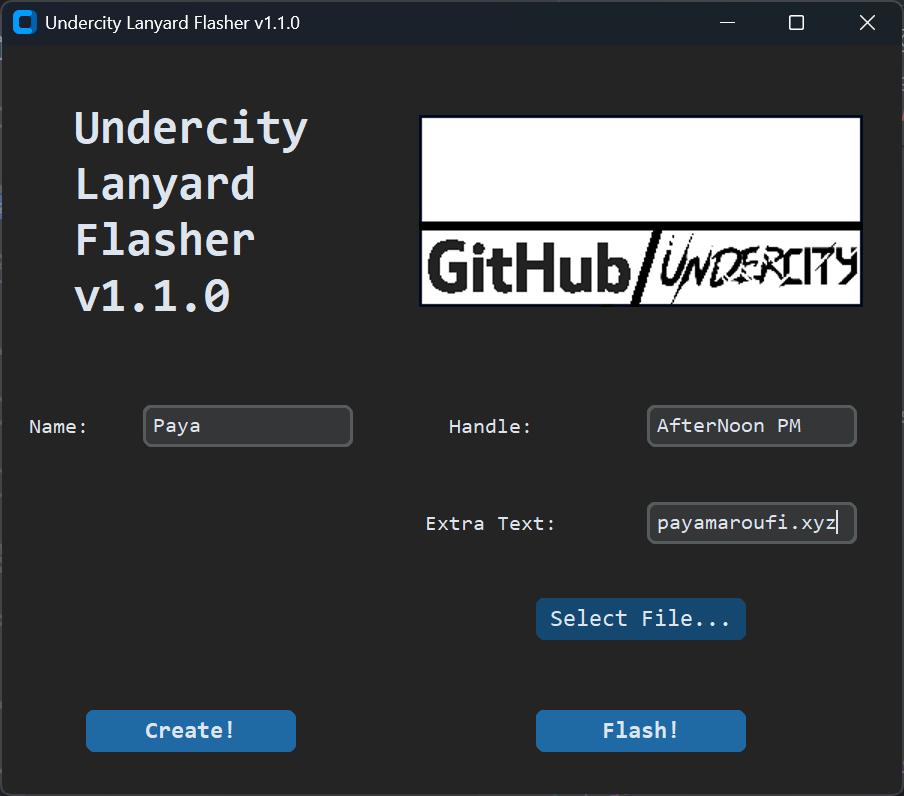 Undercity Lanyard Flasher v1.1.0
Undercity
Lanyard
Flasher
v1.1.0
GitHub/UNDERCITY
Name:
Paya
Handle:
AfterNoon PM
Extra Text:
payamaroufi.xyz
Select File...
Create!
Flash!